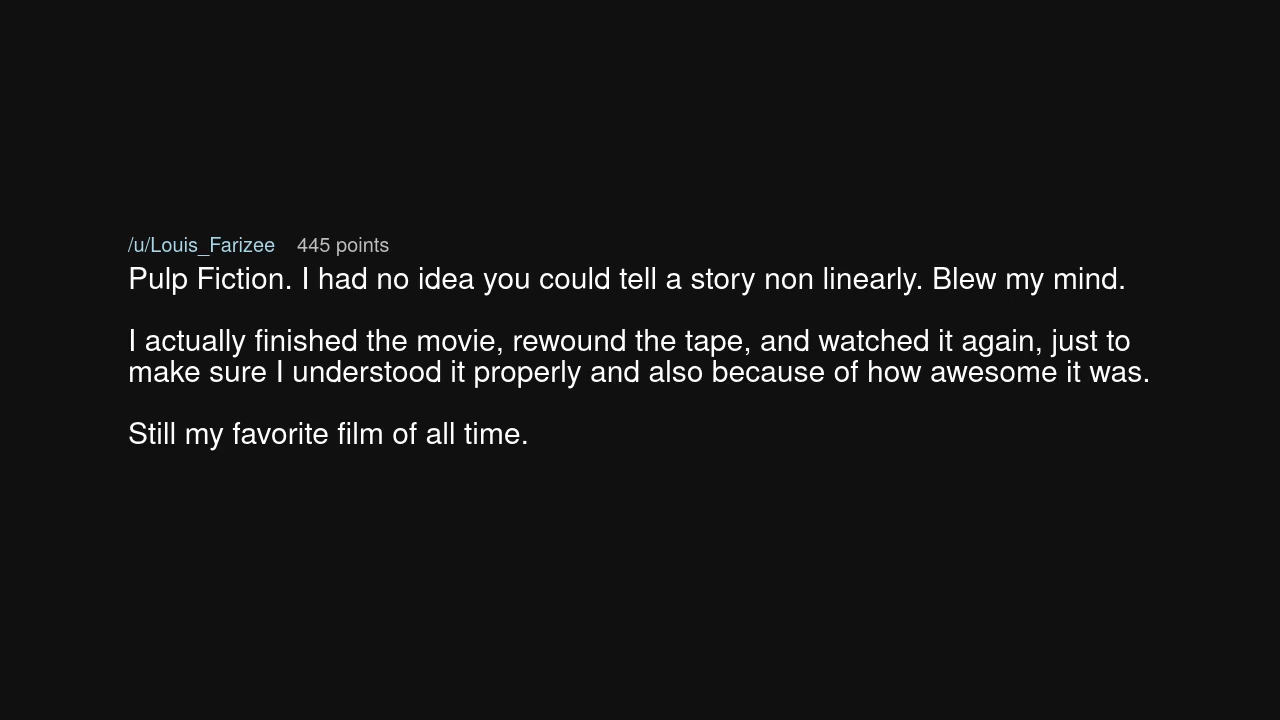 /u/Louis_Farizee 445 points
Pulp Fiction. I had no idea you could tell a story non linearly. Blew my mind.
I actually finished the movie, rewound the tape, and watched it again, just to
make sure I understood it properly and also because of how awesome it was.
Still my favorite film of all time.